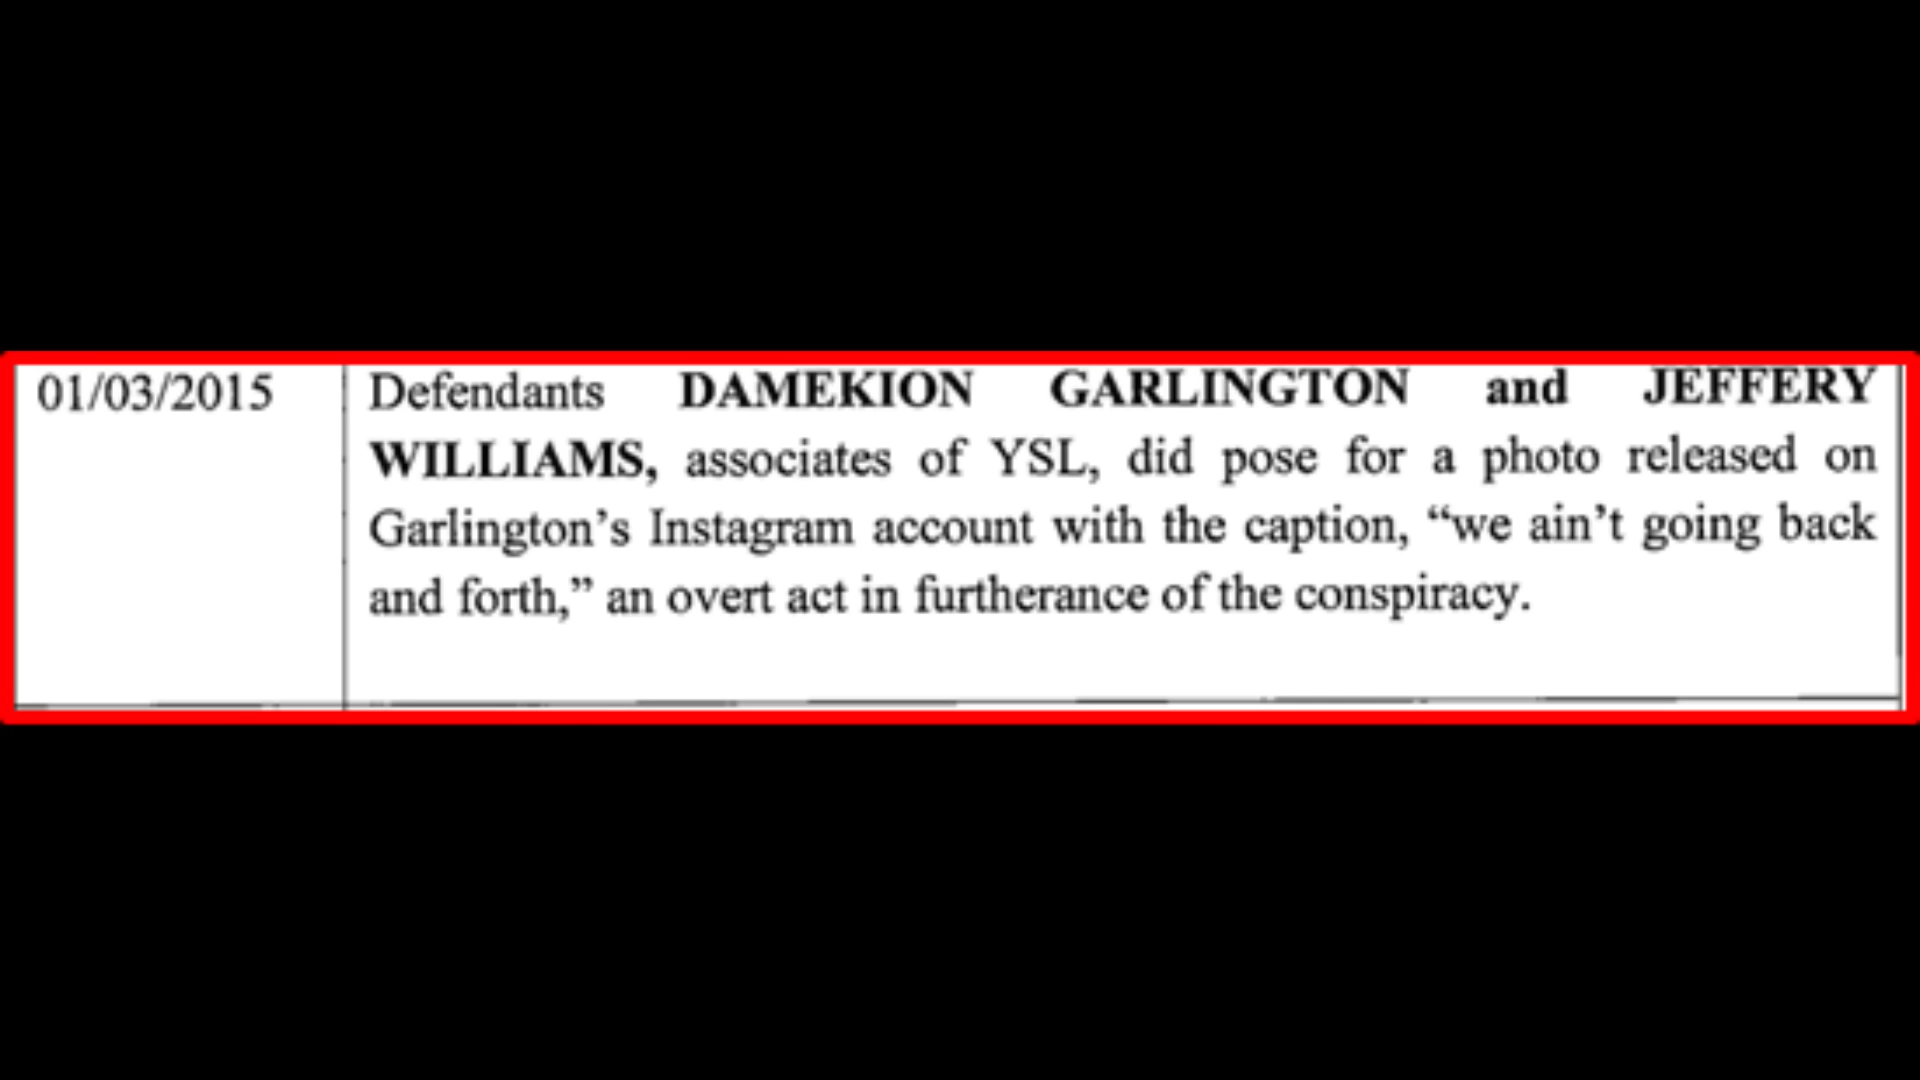 01/03/2015
Defendants DAMEKION GARLINGTON and JEFFERY
WILLIAMS, associates of YSL, did pose for a photo released on
Garlington’s Instagram account with the caption, “we ain’t going back
and forth,” an overt act in furtherance of the conspiracy.